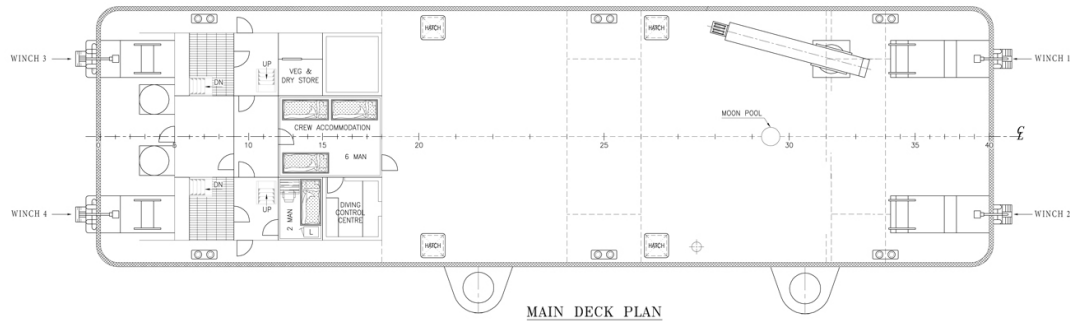 HATCH
HATCH
WINCH 3
WINCH 1
DN
UP
VEG &
DRY STORE
CREW ACCOMMODATION
MOON POOL
0
5
10
15
20
25
30
35
40
℄
6 MAN
DN
UP
2 MAN
L
DIVING
CONTROL
CENTRE
WINCH 4
WINCH 2
HATCH
HATCH
MAIN DECK PLAN